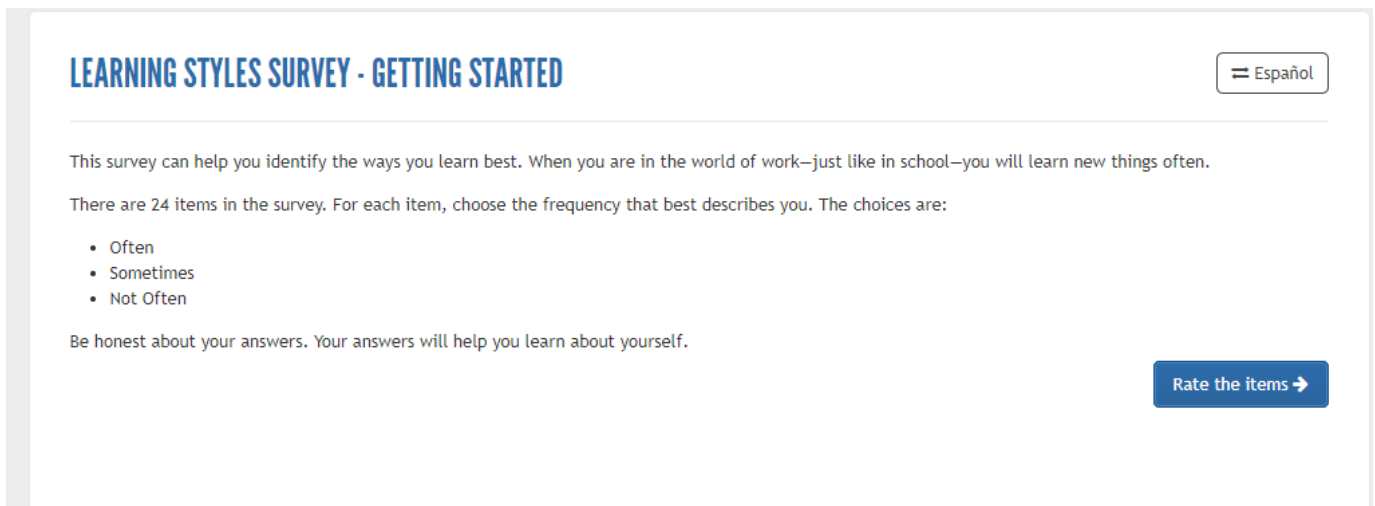 LEARNING STYLES SURVEY - GETTING STARTED
Español
This survey can help you identify the ways you learn best. When you are in the world of work—just like in school—you will learn new things often.
There are 24 items in the survey. For each item, choose the frequency that best describes you. The choices are:
• Often
• Sometimes
• Not Often
Be honest about your answers. Your answers will help you learn about yourself.
Rate the items